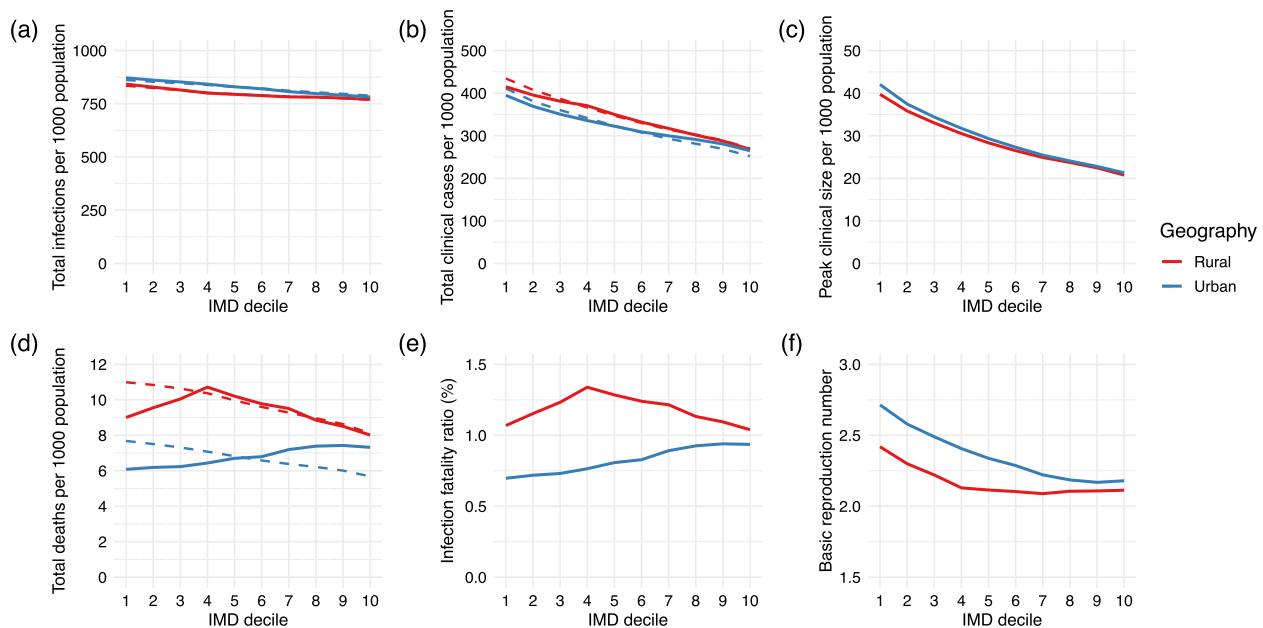 (a)
Total infections per 1000 population
1000
750
500
250
0
1 2 3 4 5 6 7 8 9 10
IMD decile
(b)
Total clinical cases per 1000 population
500
400
300
200
100
0
1 2 3 4 5 6 7 8 9 10
IMD decile
(c)
Peak clinical size per 1000 population
50
40
30
20
10
0
1 2 3 4 5 6 7 8 9 10
IMD decile
Geography
Rural
Urban
(d)
Total deaths per 1000 population
12
10
8
6
4
2
0
1 2 3 4 5 6 7 8 9 10
IMD decile
(e)
Infection fatality ratio (%)
1.5
1.0
0.5
0.0
1 2 3 4 5 6 7 8 9 10
IMD decile
(f)
Basic reproduction number
3.0
2.5
2.0
1.5
1 2 3 4 5 6 7 8 9 10
IMD decile